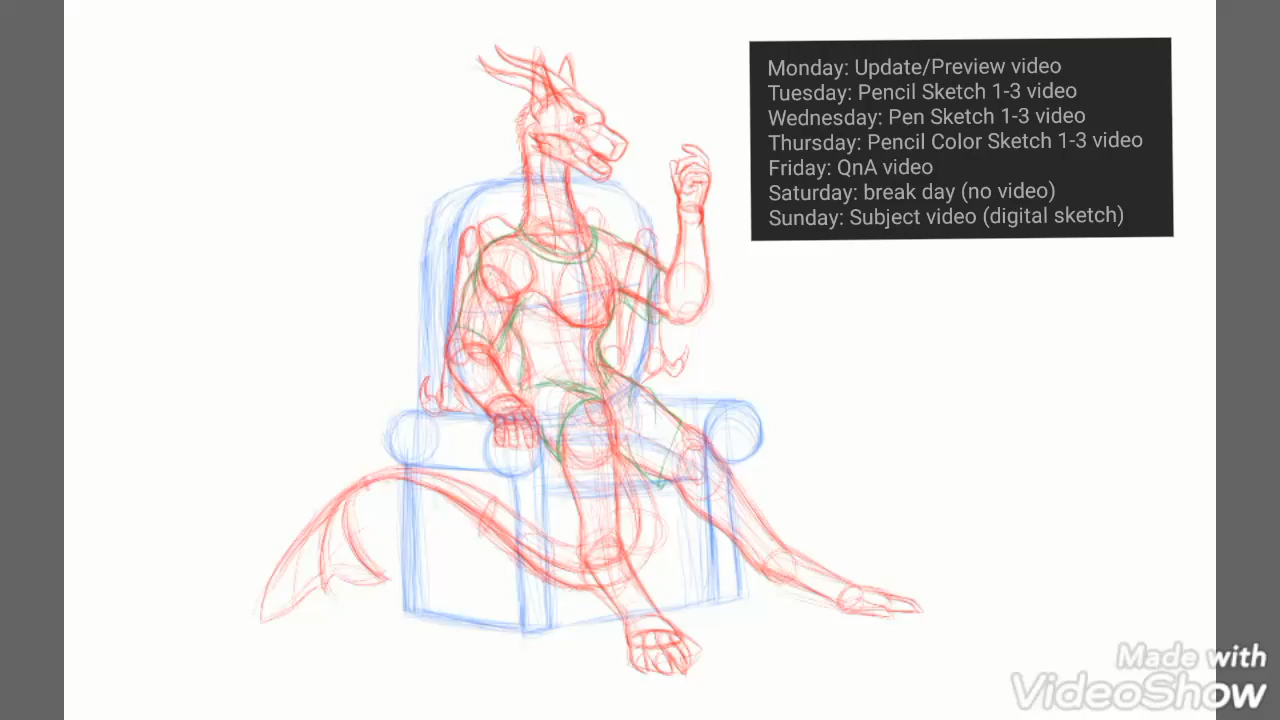 Monday: Update/Preview video
Tuesday: Pencil Sketch 1-3 video
Wednesday: Pen Sketch 1-3 video
Thursday: Pencil Color Sketch 1-3 video
Friday: QnA video
Saturday: break day (no video)
Sunday: Subject video (digital sketch)
Made with
VideoShow